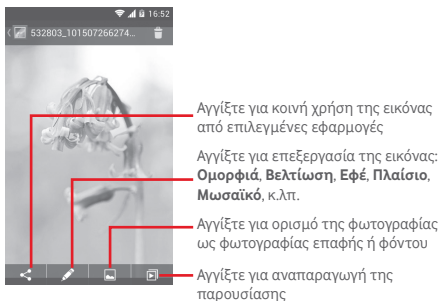 16:52
532803_101507266274...
Αγγίξτε για κοινή χρήση της εικόνας
από επιλεγμένες εφαρμογές
Αγγίξτε για επεξεργασία της εικόνας:
Ομορφιά, Βελτίωση, Εφέ, Πλαίσιο,
Μωσαϊκό, κ.λπ.
Αγγίξτε για ορισμό της φωτογραφίας
ως φωτογραφίας επαφής ή φόντου
Αγγίξτε για αναπαραγωγή της
παρουσίασης